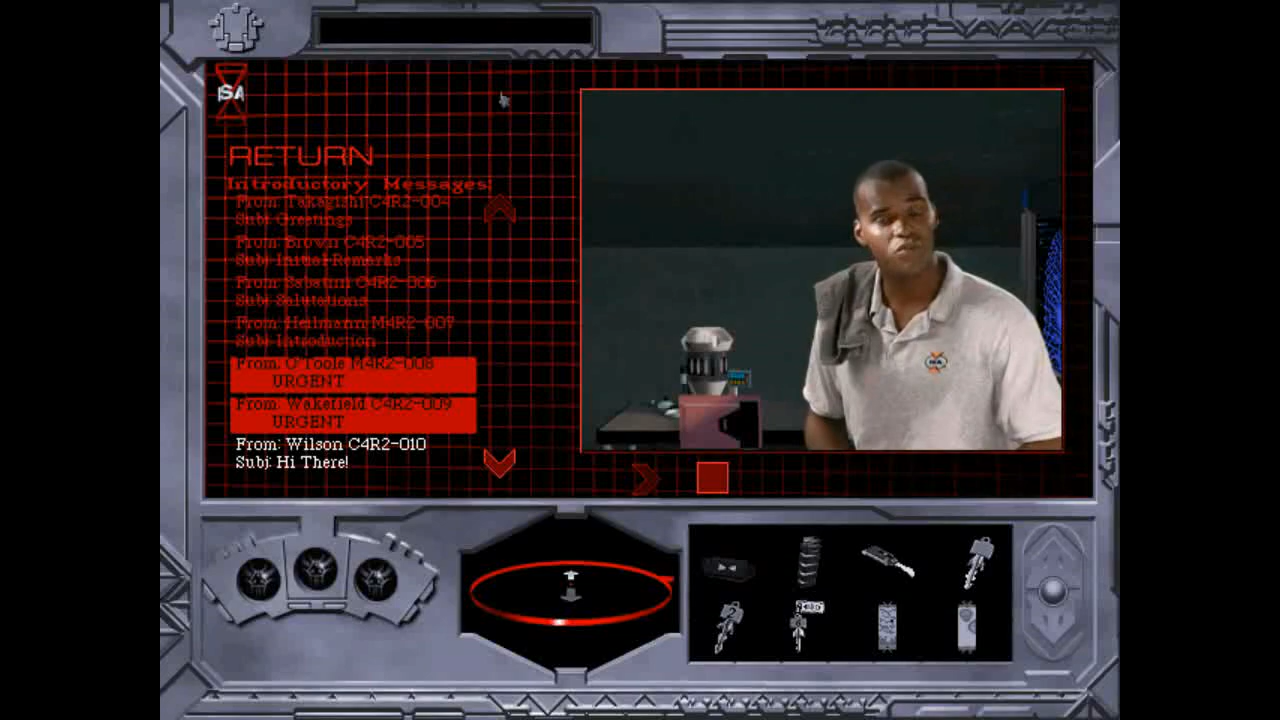 ISA
RETURN
Introductory Messages:
From: Takagishi C4R2-004
Subj: Greetings
From: Brown C4R2-005
Subj: Initial Remarks
From: Sabatini C4R2-006
Subj: Salutations
From: Heilmann M4R2-007
Subj: Introduction
From: O'Toole M4R2-008
URGENT
From: Wakefield C4R2-009
URGENT
From: Wilson C4R2-010
Subj: Hi There!